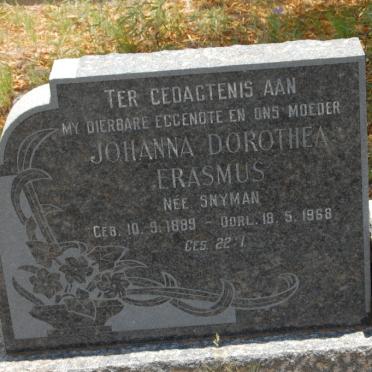 TER GEDAGTENIS AAN
MY DIERBARE EGGENOTE EN ONS MOEDER
JOHANNA DOROTHEA
ERASMUS
NEE SNYMAN
GEB. 10.9.1889 - OORL. 19.5.1968
GES. 22:1